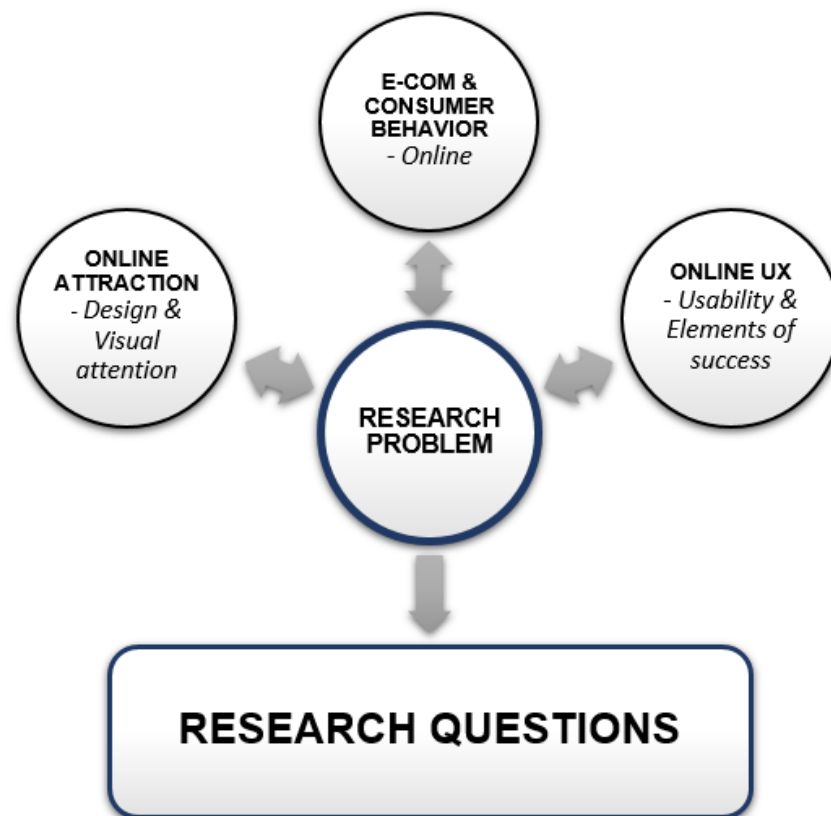 E-COM &
CONSUMER
BEHAVIOR
- Online
ONLINE
ATTRACTION
- Design &
Visual
attention
ONLINE UX
- Usability &
Elements of
success
RESEARCH
PROBLEM
RESEARCH QUESTIONS